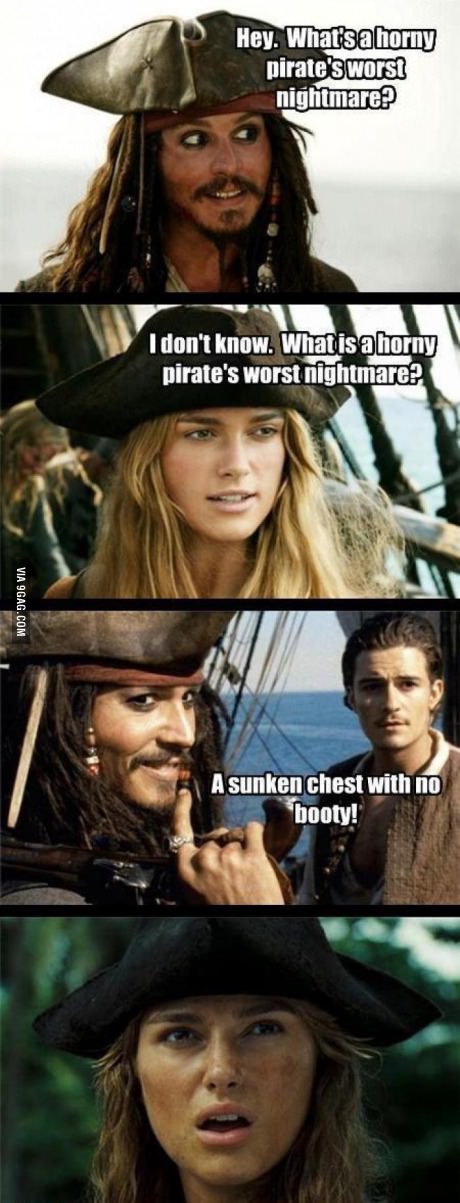 Hey. What's a horny
pirate's worst
nightmare?
I don't know. What is a horny
pirate's worst nightmare?
VIA 9GAG.COM
A sunken chest with no
booty!